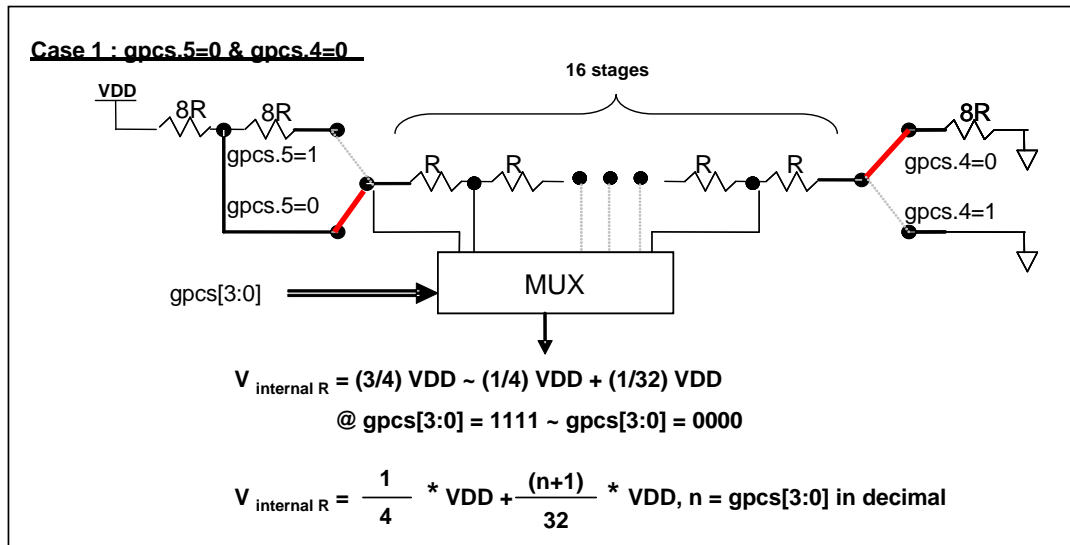 Case 1 : gpcs.5=0 & gpcs.4=0
16 stages
VDD
8R 8R 8R
gpcs.5=1
R R R R
gpcs.4=0
gpcs.5=0
gpcs.4=1
MUX
gpcs[3:0]
V internal R = (3/4) VDD ~ (1/4) VDD + (1/32) VDD
@ gpcs[3:0] = 1111 ~ gpcs[3:0] = 0000
V internal R = 1/4 * VDD + (n+1)/32 * VDD, n = gpcs[3:0] in decimal